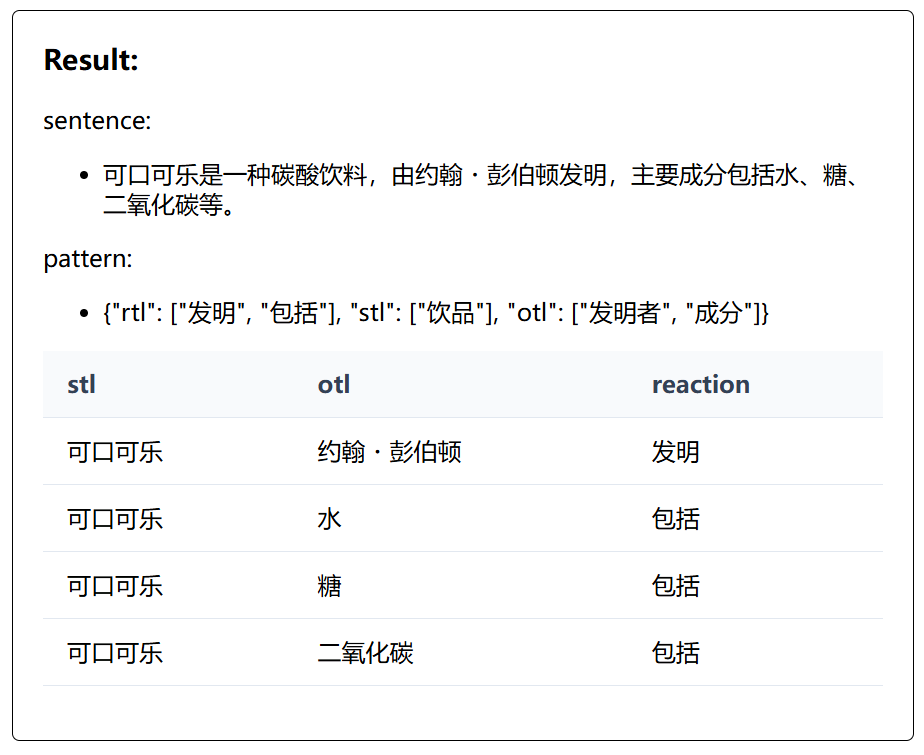 Result:
sentence:
• 可口可乐是一种碳酸饮料，由约翰·彭伯顿发明，主要成分包括水、糖、
二氧化碳等。
pattern:
• {"rtl": ["发明", "包括"], "stl": ["饮品"], "otl": ["发明者", "成分"]}
stl otl reaction
可口可乐 约翰·彭伯顿 发明
可口可乐 水 包括
可口可乐 糖 包括
可口可乐 二氧化碳 包括